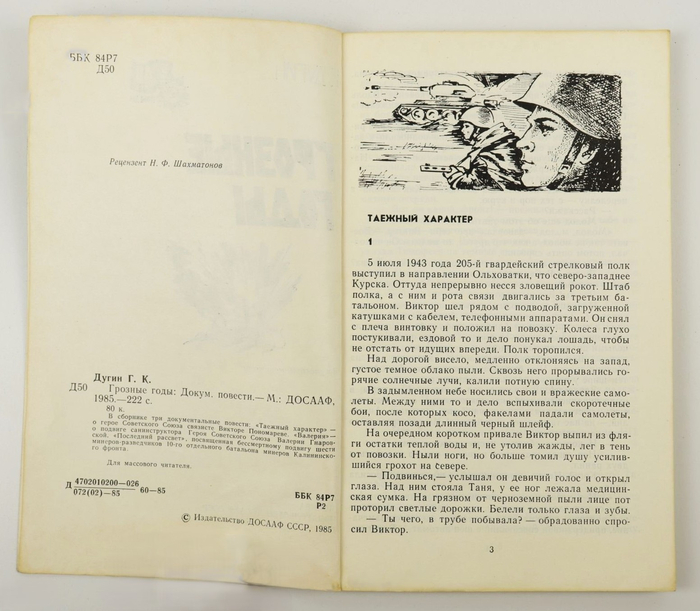 ББК 84Р7
Д50
Рецензент Н. Ф. Шахматонов
Дугин Г. К.
Д50
Грозные годы: Докум. повести.— М.: ДОСААФ,
1985.—222 с.
80 к.
В сборнике три документальные повести: «Таежный характер» —
о герое Советского Союза связисте Викторе Пономареве. «Валерия»—
о подвиге санинструктора Героя Советского Союза Валерии Гнаров-
ской. «Последний рассвет», посвященная бессмертному подвигу шести
минеров-разведчиков 10-го отдельного батальона минеров Калининско-
го фронта.
Для массового читателя.
Д 4702010200—026
072(02)—85
60—85
ББК 84Р7
Р2
© Издательство ДОСААФ СССР, 1985
ТАЕЖНЫЙ ХАРАКТЕР
1
5 июля 1943 года 205-й гвардейский стрелковый полк
выступил в направлении Ольховатки, что северо-западнее
Курска. Оттуда непрерывно несся зловещий рокот. Штаб
полка, а с ним и рота связи двигались за третьим ба-
тальоном. Виктор шел рядом с подводой, загруженной
катушками с кабелем, телефонными аппаратами. Он снял
с плеча винтовку и положил на повозку. Колеса глухо
постукивали, ездовой то и дело понукал лошадь, чтобы
не отстать от идущих впереди. Полк торопился.
Над дорогой висело, медленно отклоняясь на запад,
густое темное облако пыли. Сквозь него прорывались го-
рячие солнечные лучи, калили потную спину.
В задымленном небе носились свои и вражеские само-
леты. Между ними то и дело вспыхивали скоротечные
бои, после которых косо, факелами падали самолеты,
оставляя позади длинный черный шлейф.
На очередном коротком привале Виктор выпил из фля-
ги остатки теплой воды и, не утолив жажды, лег в тень
от повозки. Ныли ноги, но больше томил душу усилив-
шийся грохот на севере.
— Подвинься,— услышал он девичий голос и открыл
глаза. Над ним стояла Таня, у ее ног лежала медицин-
ская сумка. На грязном от черноземной пыли лице пот
проторил светлые дорожки. Белели только глаза и зубы.
— Ты чего, в трубе побывала? — обрадованно спро-
сил Виктор.
3